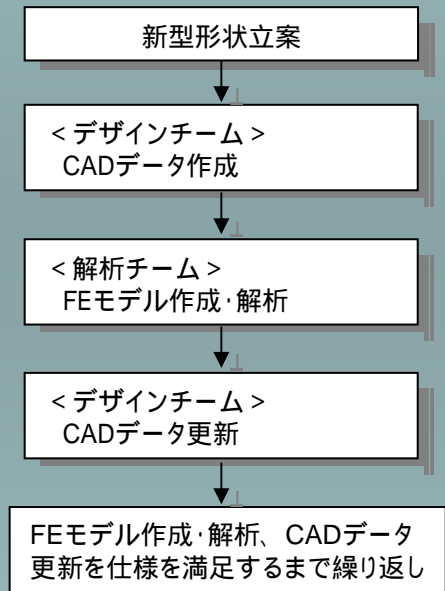 新型形状立案
<デザインチーム>
CADデータ作成
<解析チーム>
FEモデル作成・解析
<デザインチーム>
CADデータ更新
FEモデル作成・解析、CADデータ
更新を仕様を満足するまで繰り返し